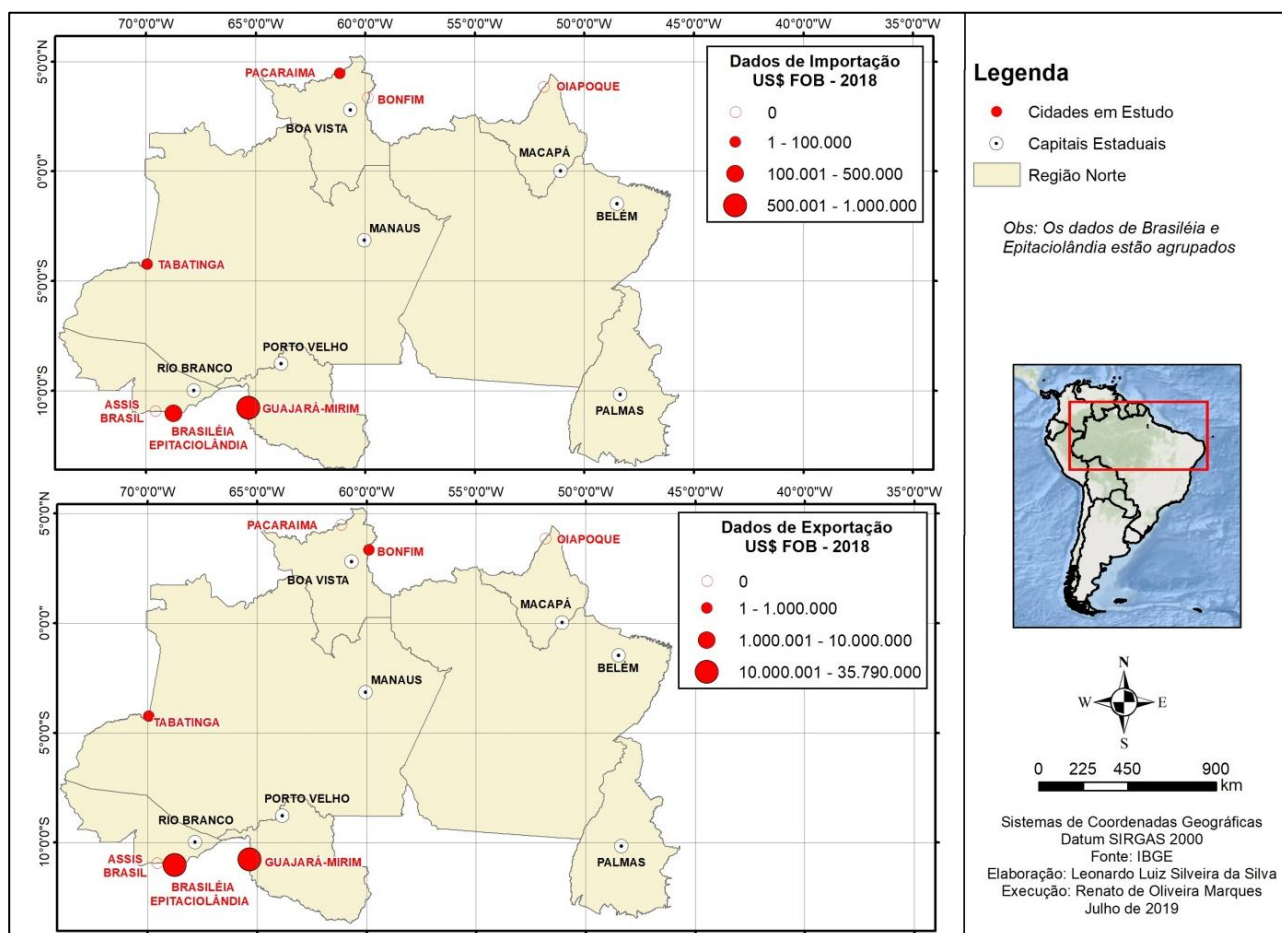 70°0'0"W 65°0'0"W 60°0'0"W 55°0'0"W 50°0'0"W 45°0'0"W 40°0'0"W 35°0'0"W
5°0'0"N
0°0'0"
5°0'0"S
10°0'0"S
PACARAIMA
BONFIM
BOA VISTA
OIAPOQUE
MACAPÁ
BELÉM
MANAUS
TABATINGA
PORTO VELHO
RIO BRANCO
ASSIS
BRASIL
BRASILÉIA
EPITACIOLÂNDIA
GUAJARÁ-MIRIM
PALMAS
Dados de Importação
US$ FOB - 2018
0
1 - 100.000
100.001 - 500.000
500.001 - 1.000.000
70°0'0"W 65°0'0"W 60°0'0"W 55°0'0"W 50°0'0"W 45°0'0"W 40°0'0"W 35°0'0"W
5°0'0"N
0°0'0"
5°0'0"S
10°0'0"S
PACARAIMA
BONFIM
BOA VISTA
OIAPOQUE
MACAPÁ
BELÉM
MANAUS
TABATINGA
PORTO VELHO
RIO BRANCO
ASSIS
BRASIL
BRASILÉIA
EPITACIOLÂNDIA
GUAJARÁ-MIRIM
PALMAS
Dados de Exportação
US$ FOB - 2018
0
1 - 1.000.000
1.000.001 - 10.000.000
10.000.001 - 35.790.000
Legenda
Cidades em Estudo
Capitais Estaduais
Região Norte
Obs: Os dados de Brasiléia e
Epitaciolândia estão agrupados
N
W E
S
0 225 450 900
km
Sistemas de Coordenadas Geográficas
Datum SIRGAS 2000
Fonte: IBGE
Elaboração: Leonardo Luiz Silveira da Silva
Execução: Renato de Oliveira Marques
Julho de 2019